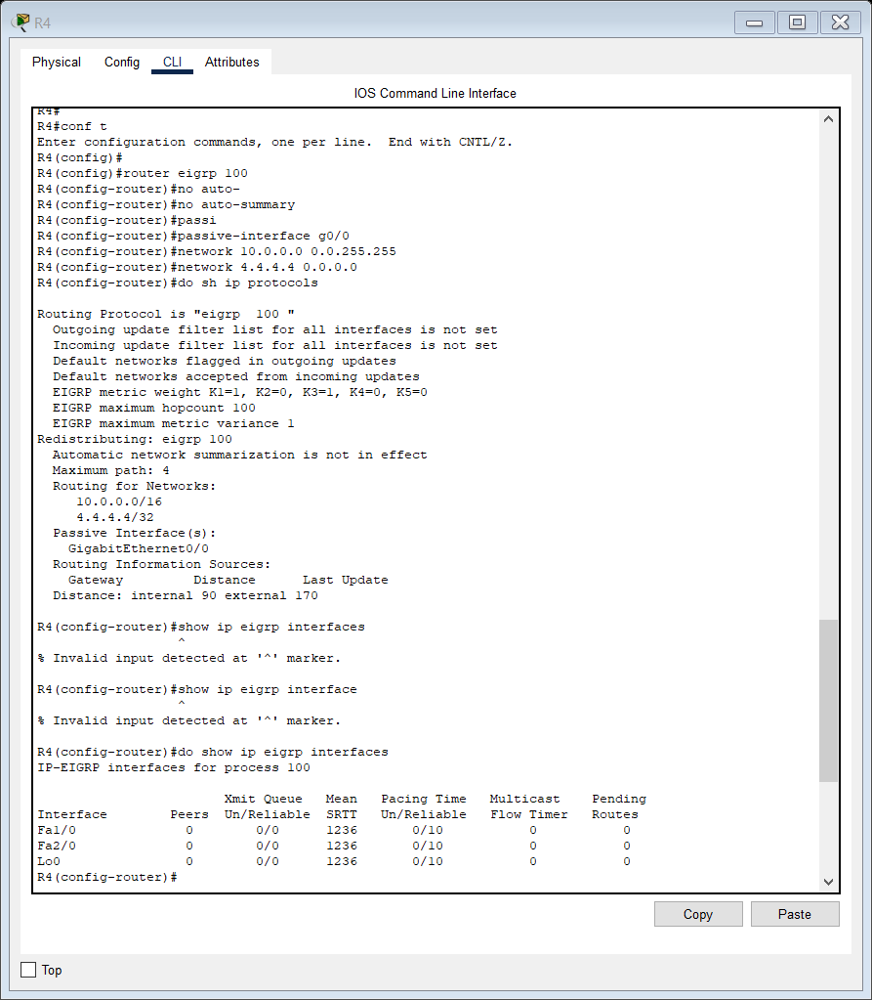 R4
Physical Config CLI Attributes
IOS Command Line Interface
R4#
R4#conf t
Enter configuration commands, one per line.  End with CNTL/Z.
R4(config)#
R4(config)#router eigrp 100
R4(config-router)#no auto-
R4(config-router)#no auto-summary
R4(config-router)#passi
R4(config-router)#passive-interface g0/0
R4(config-router)#network 10.0.0.0 0.0.255.255
R4(config-router)#network 4.4.4.4 0.0.0.0
R4(config-router)#do sh ip protocols
Routing Protocol is "eigrp  100 "
  Outgoing update filter list for all interfaces is not set
  Incoming update filter list for all interfaces is not set
  Default networks flagged in outgoing updates
  Default networks accepted from incoming updates
  EIGRP metric weight K1=1, K2=0, K3=1, K4=0, K5=0
  EIGRP maximum hopcount 100
  EIGRP maximum metric variance 1
Redistributing: eigrp 100
  Automatic network summarization is not in effect
  Maximum path: 4
  Routing for Networks:
     10.0.0.0/16
     4.4.4.4/32
  Passive Interface(s):
    GigabitEthernet0/0
  Routing Information Sources:
    Gateway         Distance      Last Update
  Distance: internal 90 external 170
R4(config-router)#show ip eigrp interfaces
                  ^
% Invalid input detected at '^' marker.
R4(config-router)#show ip eigrp interface
                  ^
% Invalid input detected at '^' marker.
R4(config-router)#do show ip eigrp interfaces
IP-EIGRP interfaces for process 100
                        Xmit Queue   Mean   Pacing Time   Multicast    Pending
Interface        Peers  Un/Reliable  SRTT   Un/Reliable   Flow Timer   Routes
Fa1/0              0        0/0      1236       0/10           0           0
Fa2/0              0        0/0      1236       0/10           0           0
Lo0                0        0/0      1236       0/10           0           0
R4(config-router)#
Copy Paste
Top